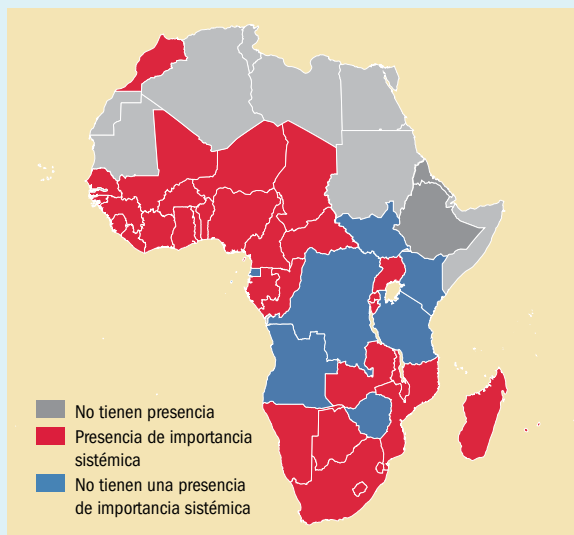 No tienen presencia
Presencia de importancia
sistémica
No tienen una presencia
de importancia sistémica